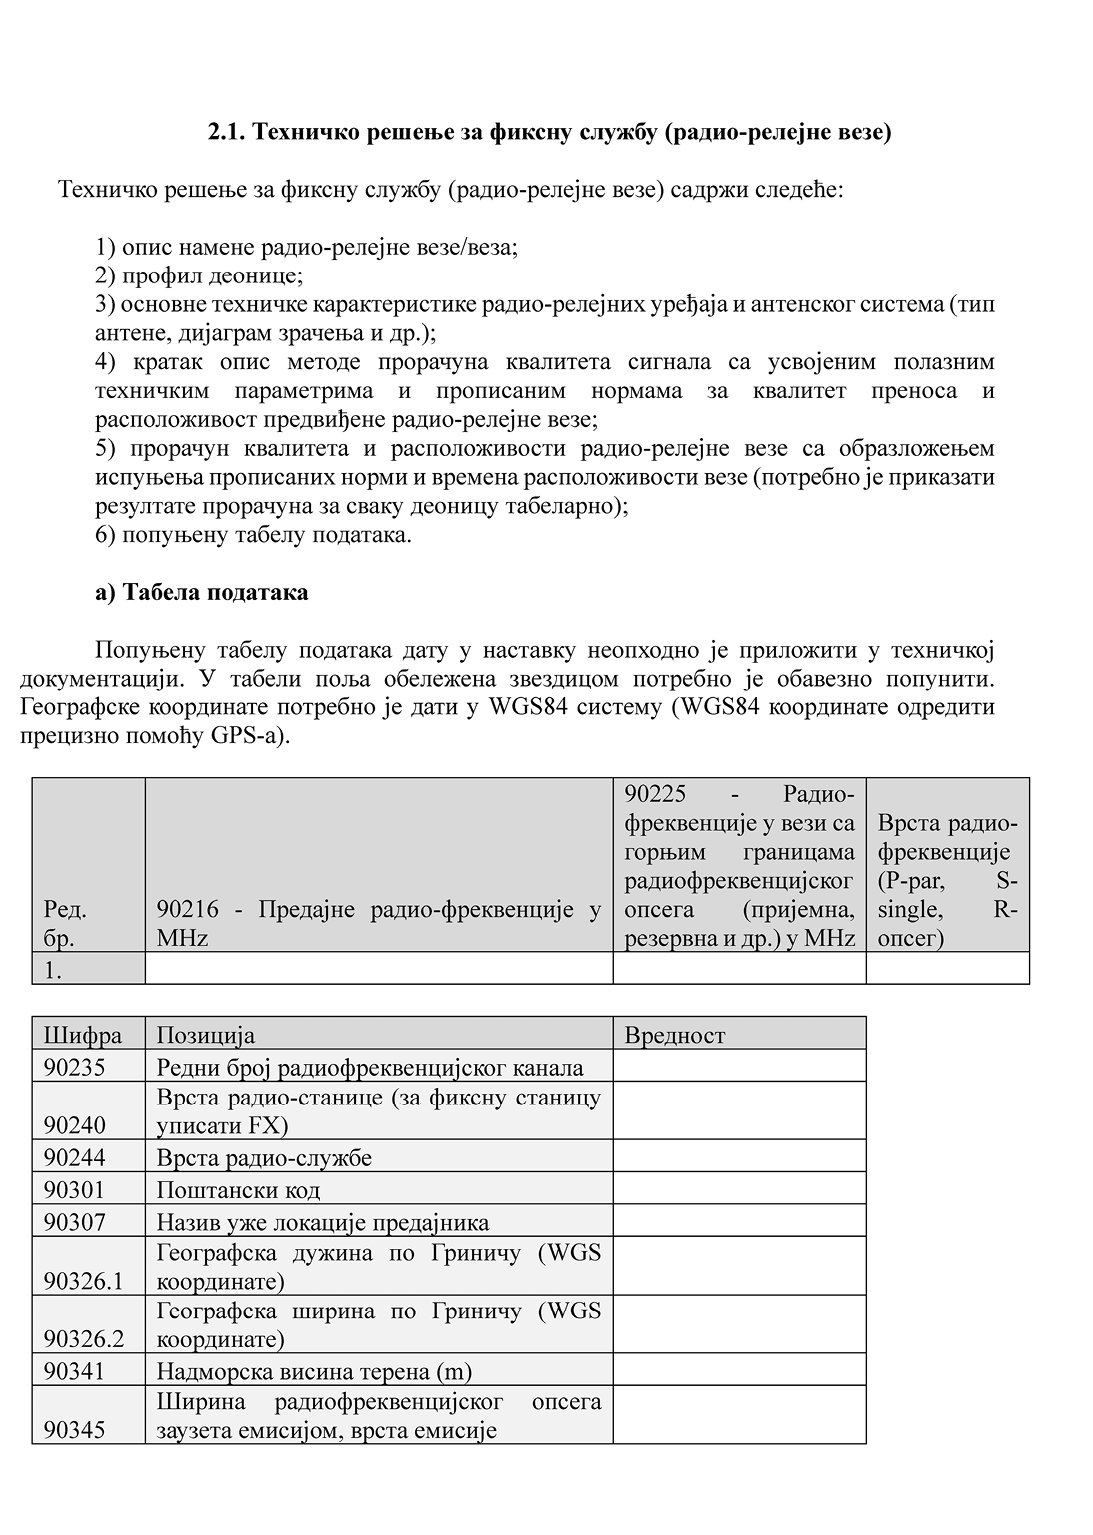 2.1. Техничко решење за фиксну службу (радио-релејне везе)
Техничко решење за фиксну службу (радио-релејне везе) садржи следеће:
1) опис намене радио-релејне везе/веза;
2) профил деонице;
3) основне техничке карактеристике радио-релејних уређаја и антенског система (тип
антене, дијаграм зрачења и др.);
4) кратак опис методе прорачуна квалитета сигнала са усвојеним полазним
техничким параметрима и прописаним нормама за квалитет преноса и
расположивост предвиђене радио-релејне везе;
5) прорачун квалитета и расположивости радио-релејне везе са образложењем
испуњења прописаних норми и времена расположивости везе (потребно је приказати
резултате прорачуна за сваку деоницу табеларно);
6) попуњену табелу података.
а) Табела података
Попуњену табелу података дату у наставку неопходно је приложити у техничкој
документацији. У табели поља обележена звездицом потребно је обавезно попунити.
Географске координате потребно је дати у WGS84 систему (WGS84 координате одредити
прецизно помоћу GPS-а).
Ред.
бр.
90216 - Предајне радио-фреквенције у
MHz
90225 - Радио-
фреквенције у вези са
горњим границама
радиофреквенцијског
опсега (пријемна,
резервна и др.) у MHz
Врста радио-
фреквенције
(P-par, S-
single, R-
опсег)
1.
Шифра Позиција Вредност
90235 Редни број радиофреквенцијског канала
Врста радио-станице (за фиксну станицу
90240 уписати FX)
90244 Врста радио-службе
90301 Поштански код
90307 Назив уже локације предајника
Географска дужина по Гриничу (WGS
90326.1 координате)
Географска ширина по Гриничу (WGS
90326.2 координате)
90341 Надморска висина терена (m)
Ширина радиофреквенцијског опсега
90345 заузета емисијом, врста емисије